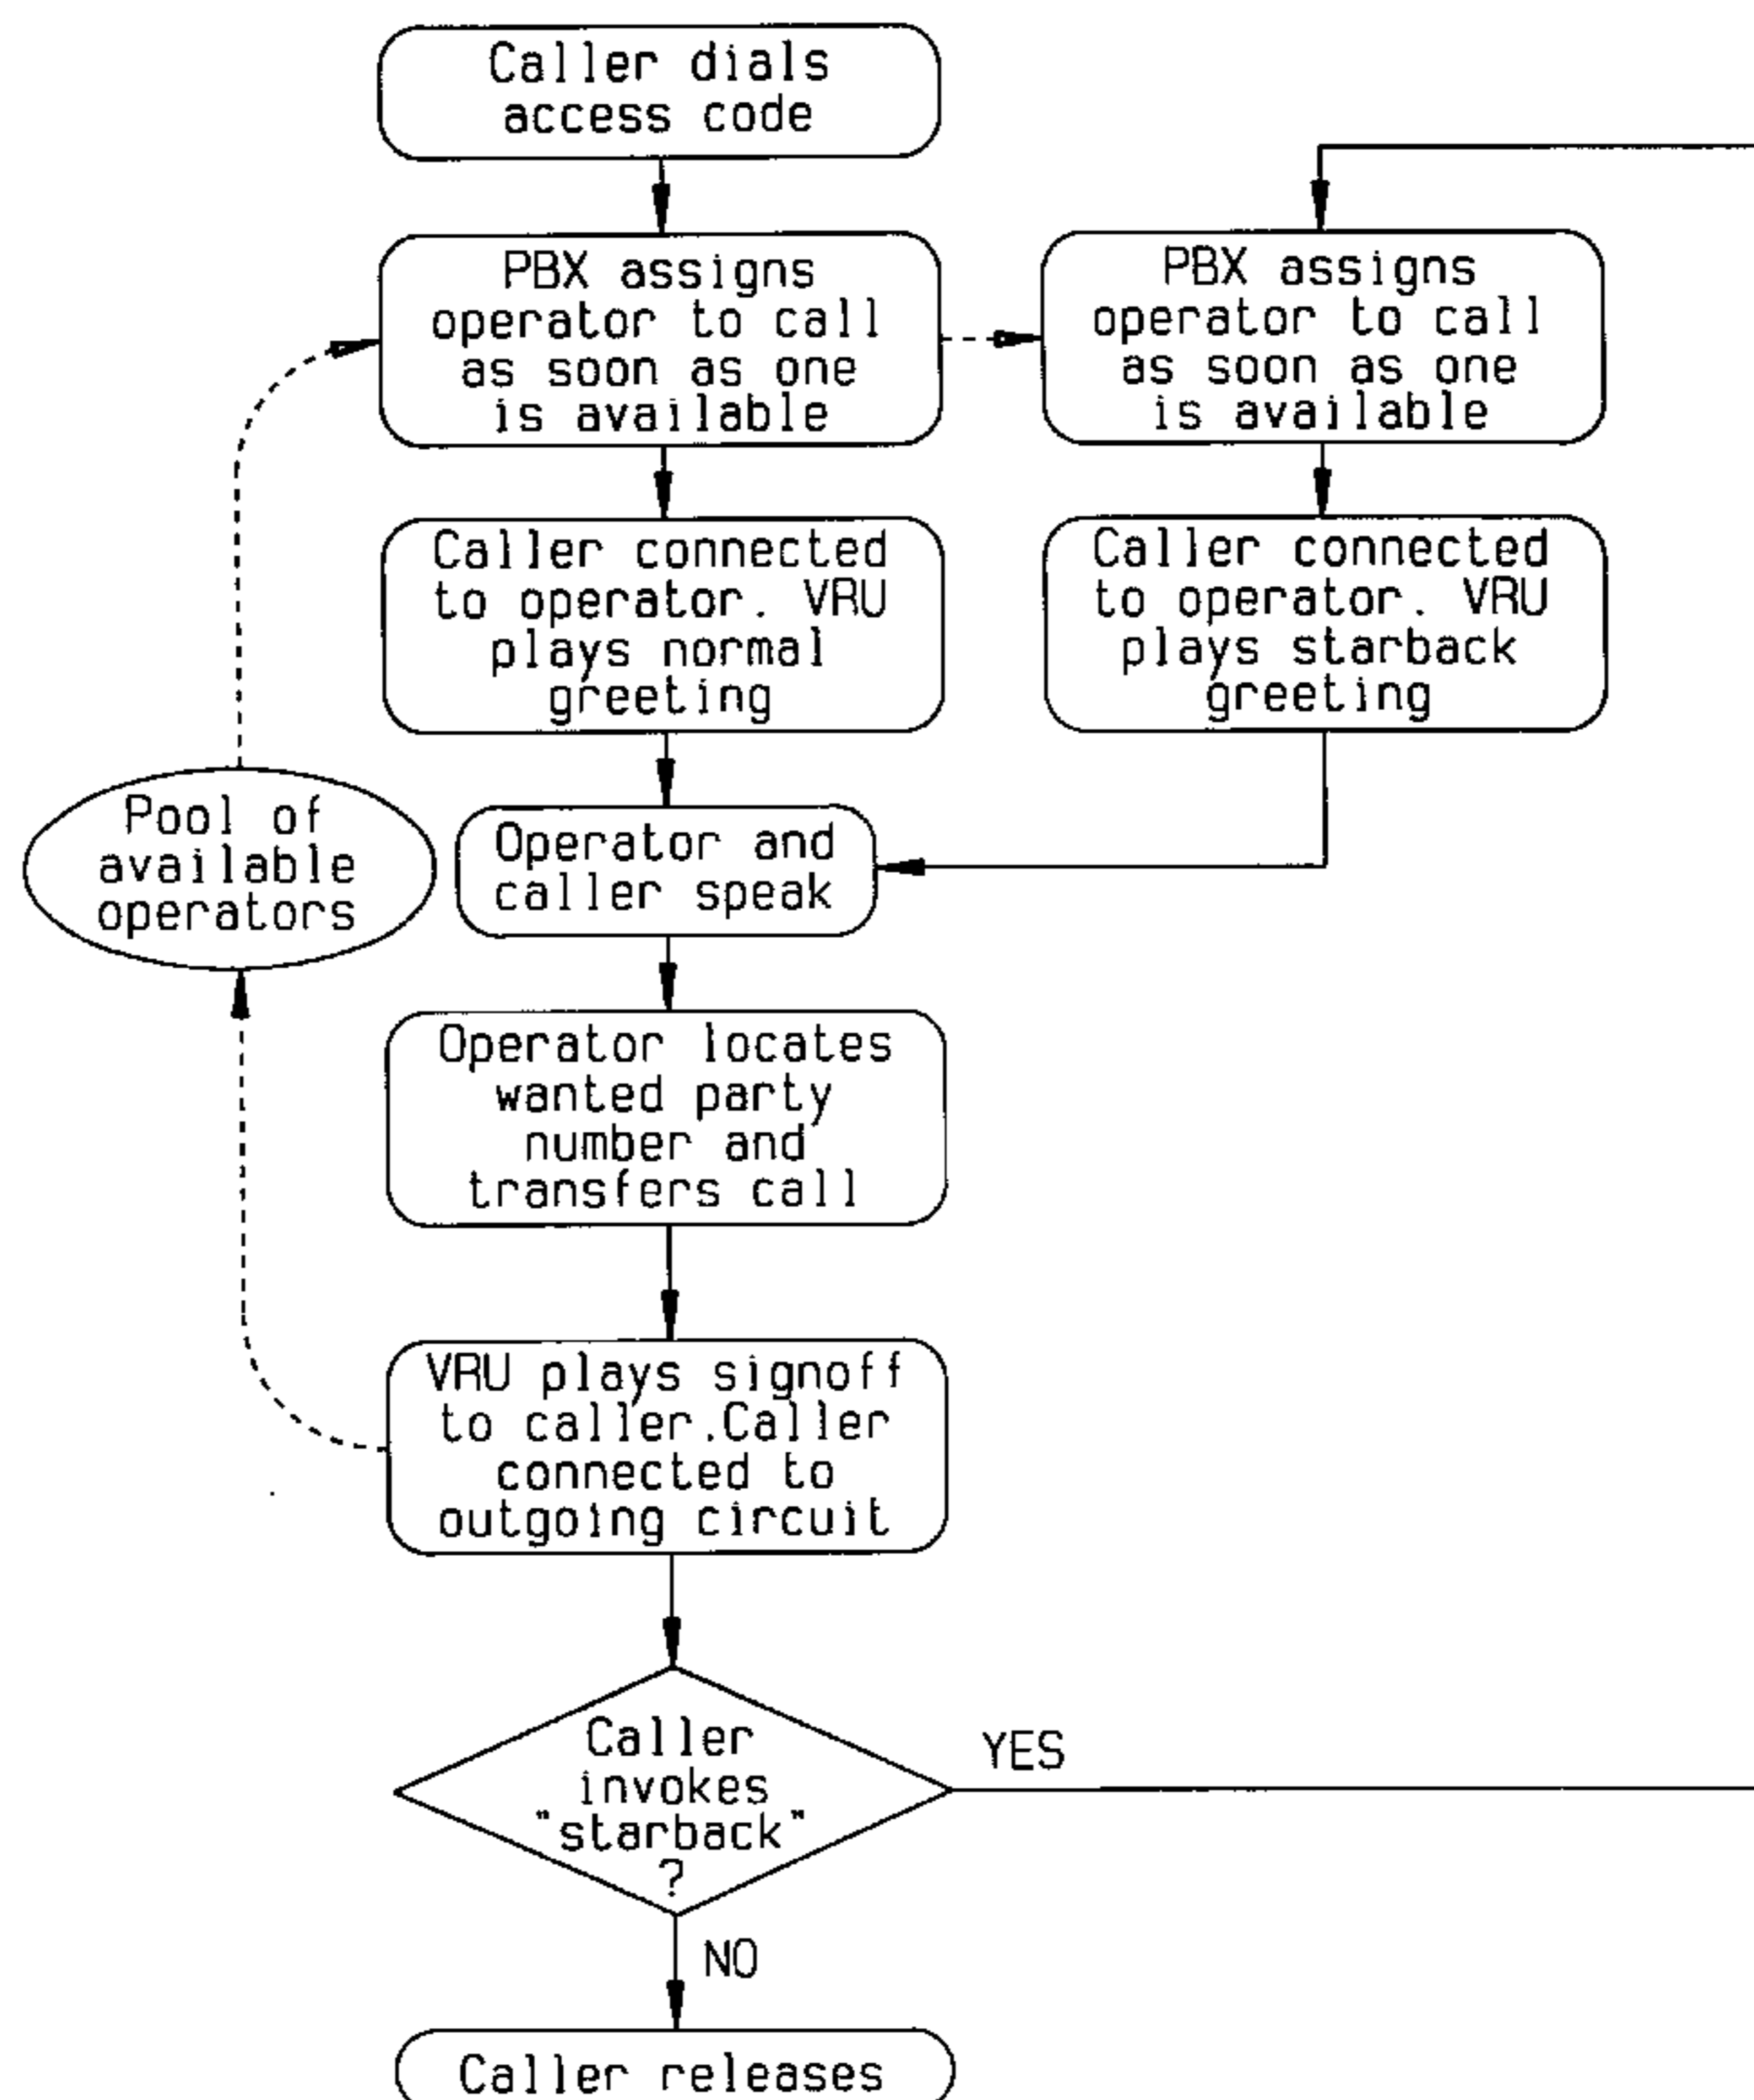 Caller dials
access code
PBX assigns
operator to call
as soon as one
is available
PBX assigns
operator to call
as soon as one
is available
Caller connected
to operator. VRU
plays normal
greeting
Caller connected
to operator. VRU
plays starback
greeting
Pool of
available
operators
Operator and
caller speak
Operator locates
wanted party
number and
transfers call
VRU plays signoff
to caller.Caller
connected to
outgoing circuit
Caller
invokes
"starback"
?
YES
NO
Caller releases